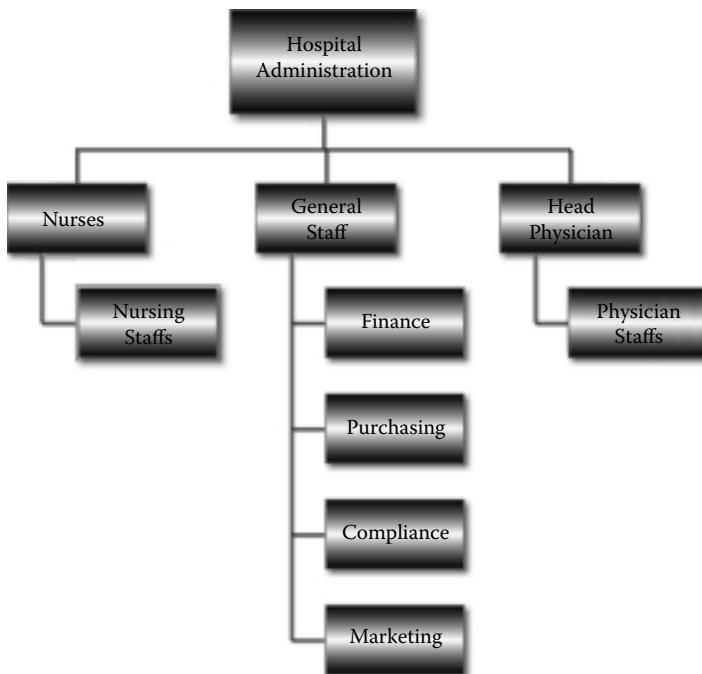 Hospital
Administration
Nurses
General
Staff
Head
Physician
Nursing
Staffs
Finance
Physician
Staffs
Purchasing
Compliance
Marketing